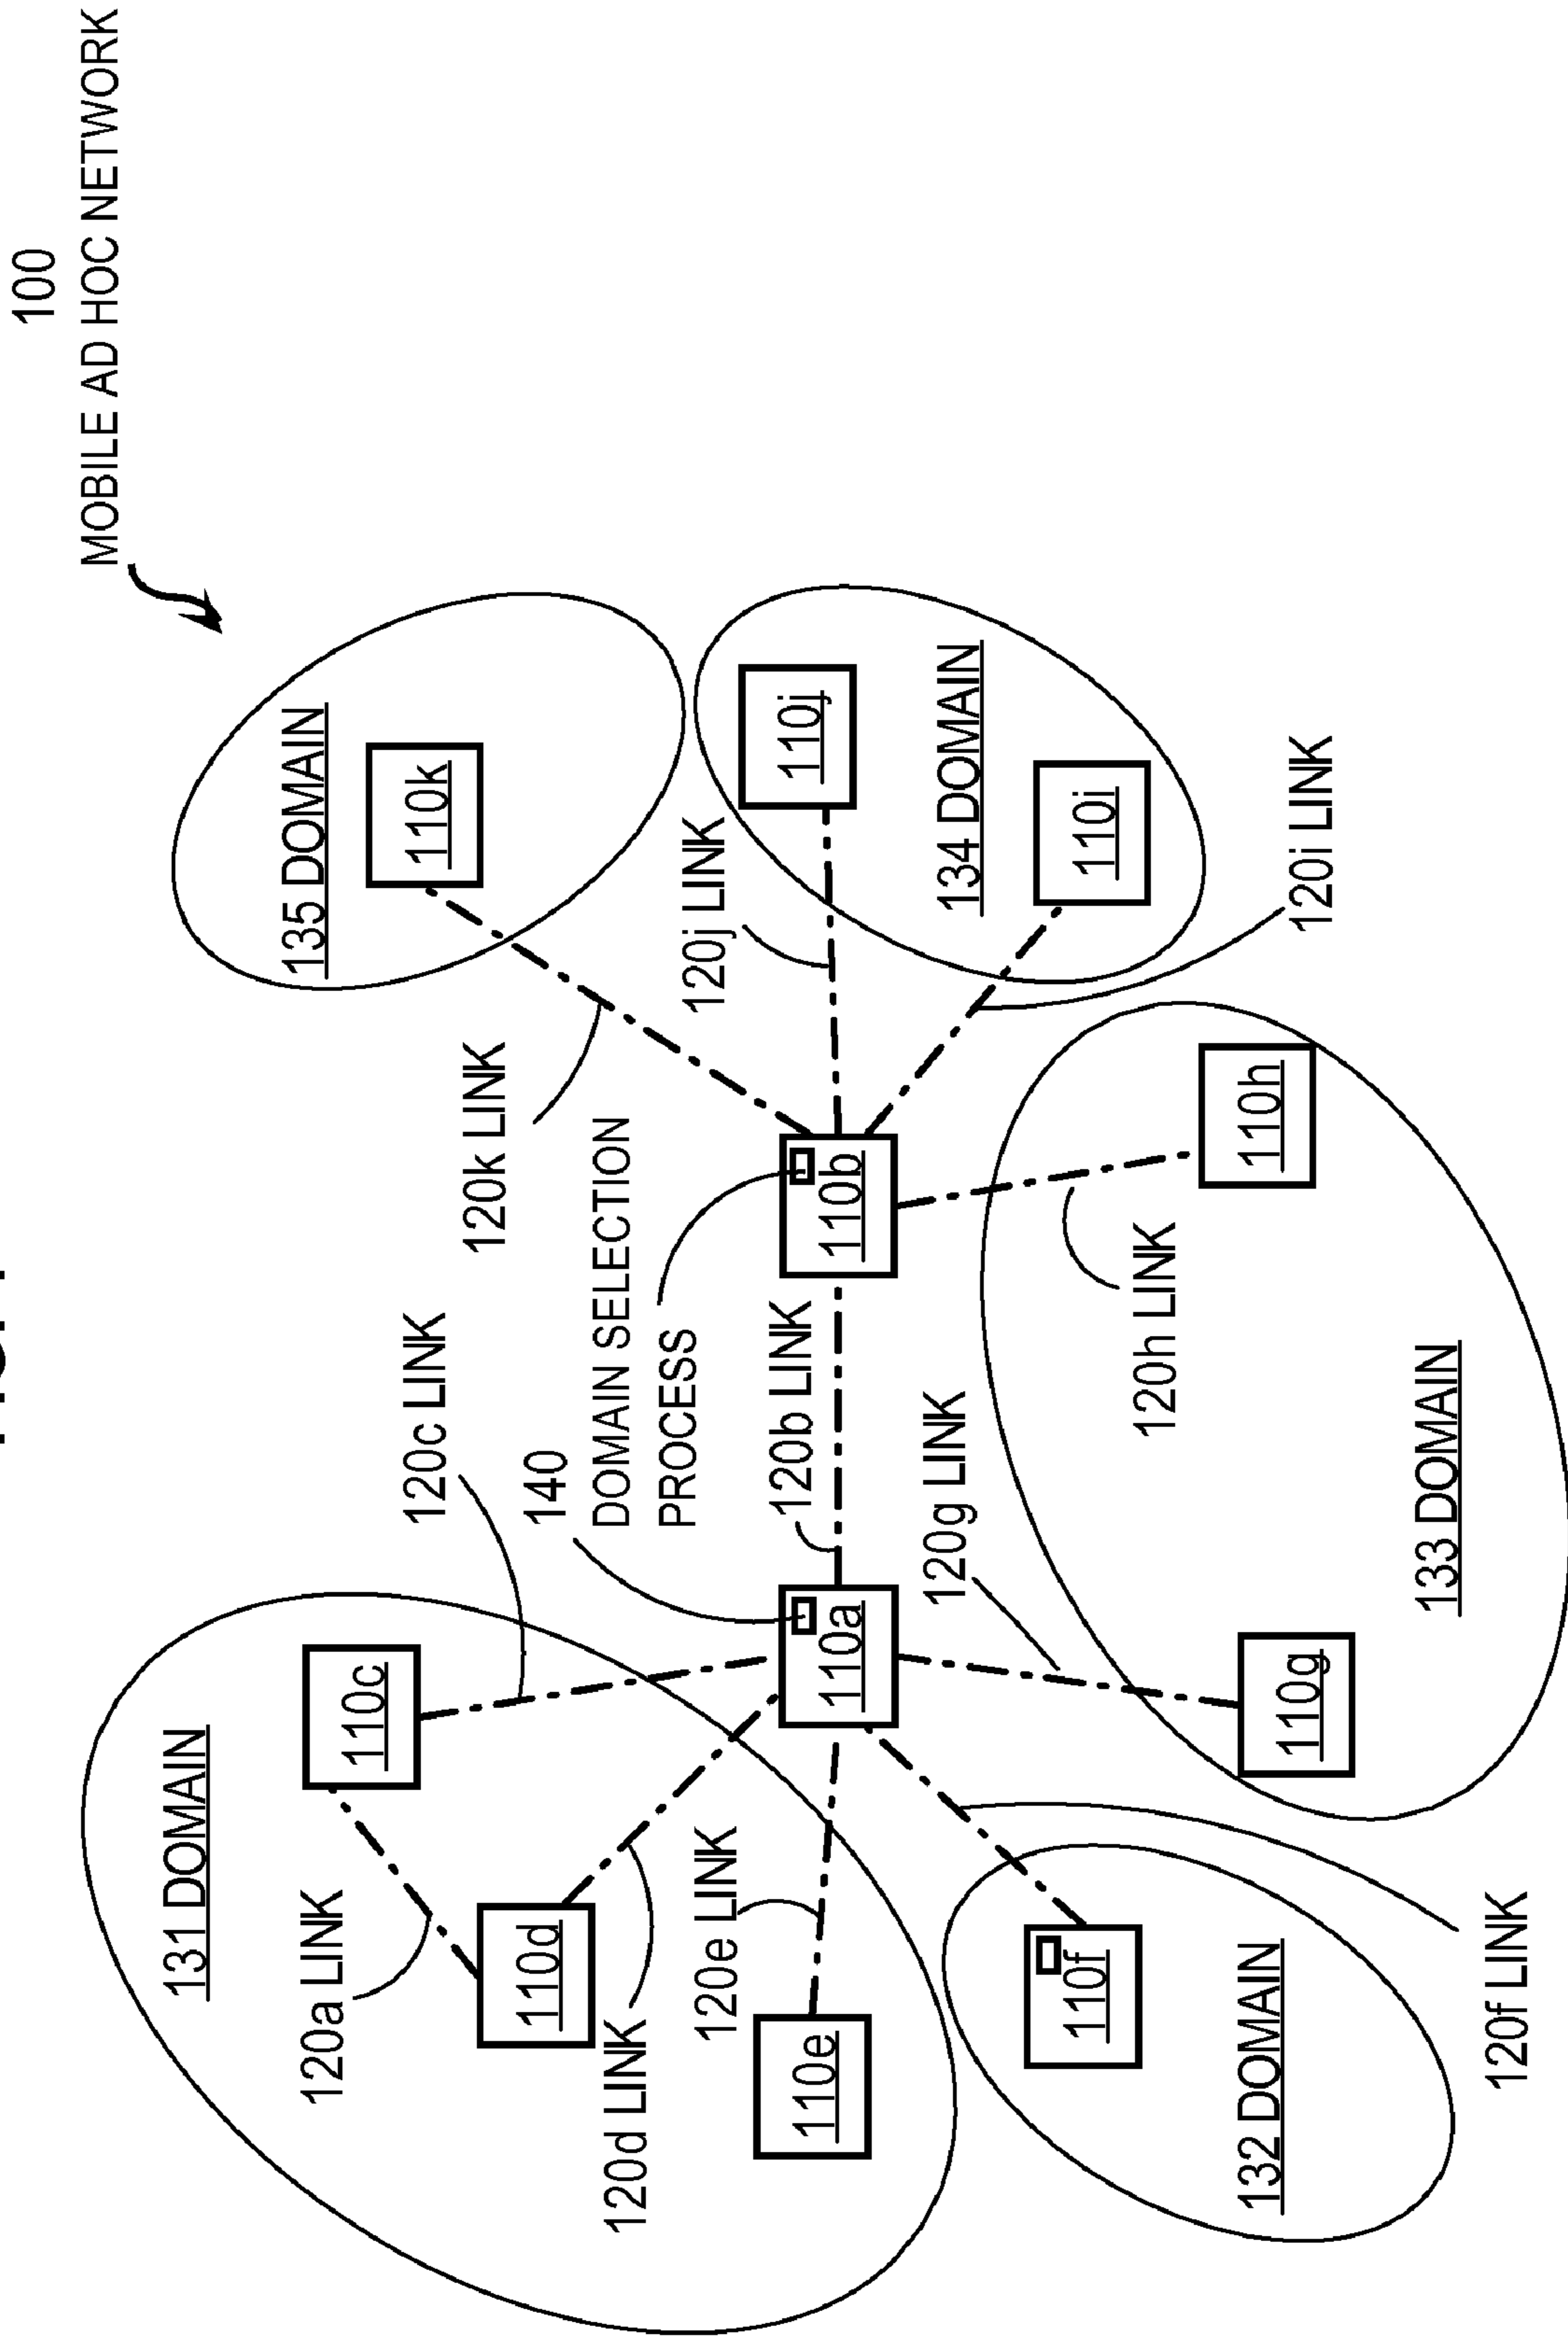 100
MOBILE AD HOC NETWORK
131 DOMAIN
110c
120a LINK
110d
120d LINK
120e LINK
110e
120c LINK
140
DOMAIN SELECTION
PROCESS
120k LINK
135 DOMAIN
110k
120j LINK
110j
134 DOMAIN
110i
120i LINK
110a
120b LINK
110b
120g LINK
120h LINK
110h
110g
133 DOMAIN
110f
132 DOMAIN
120f LINK